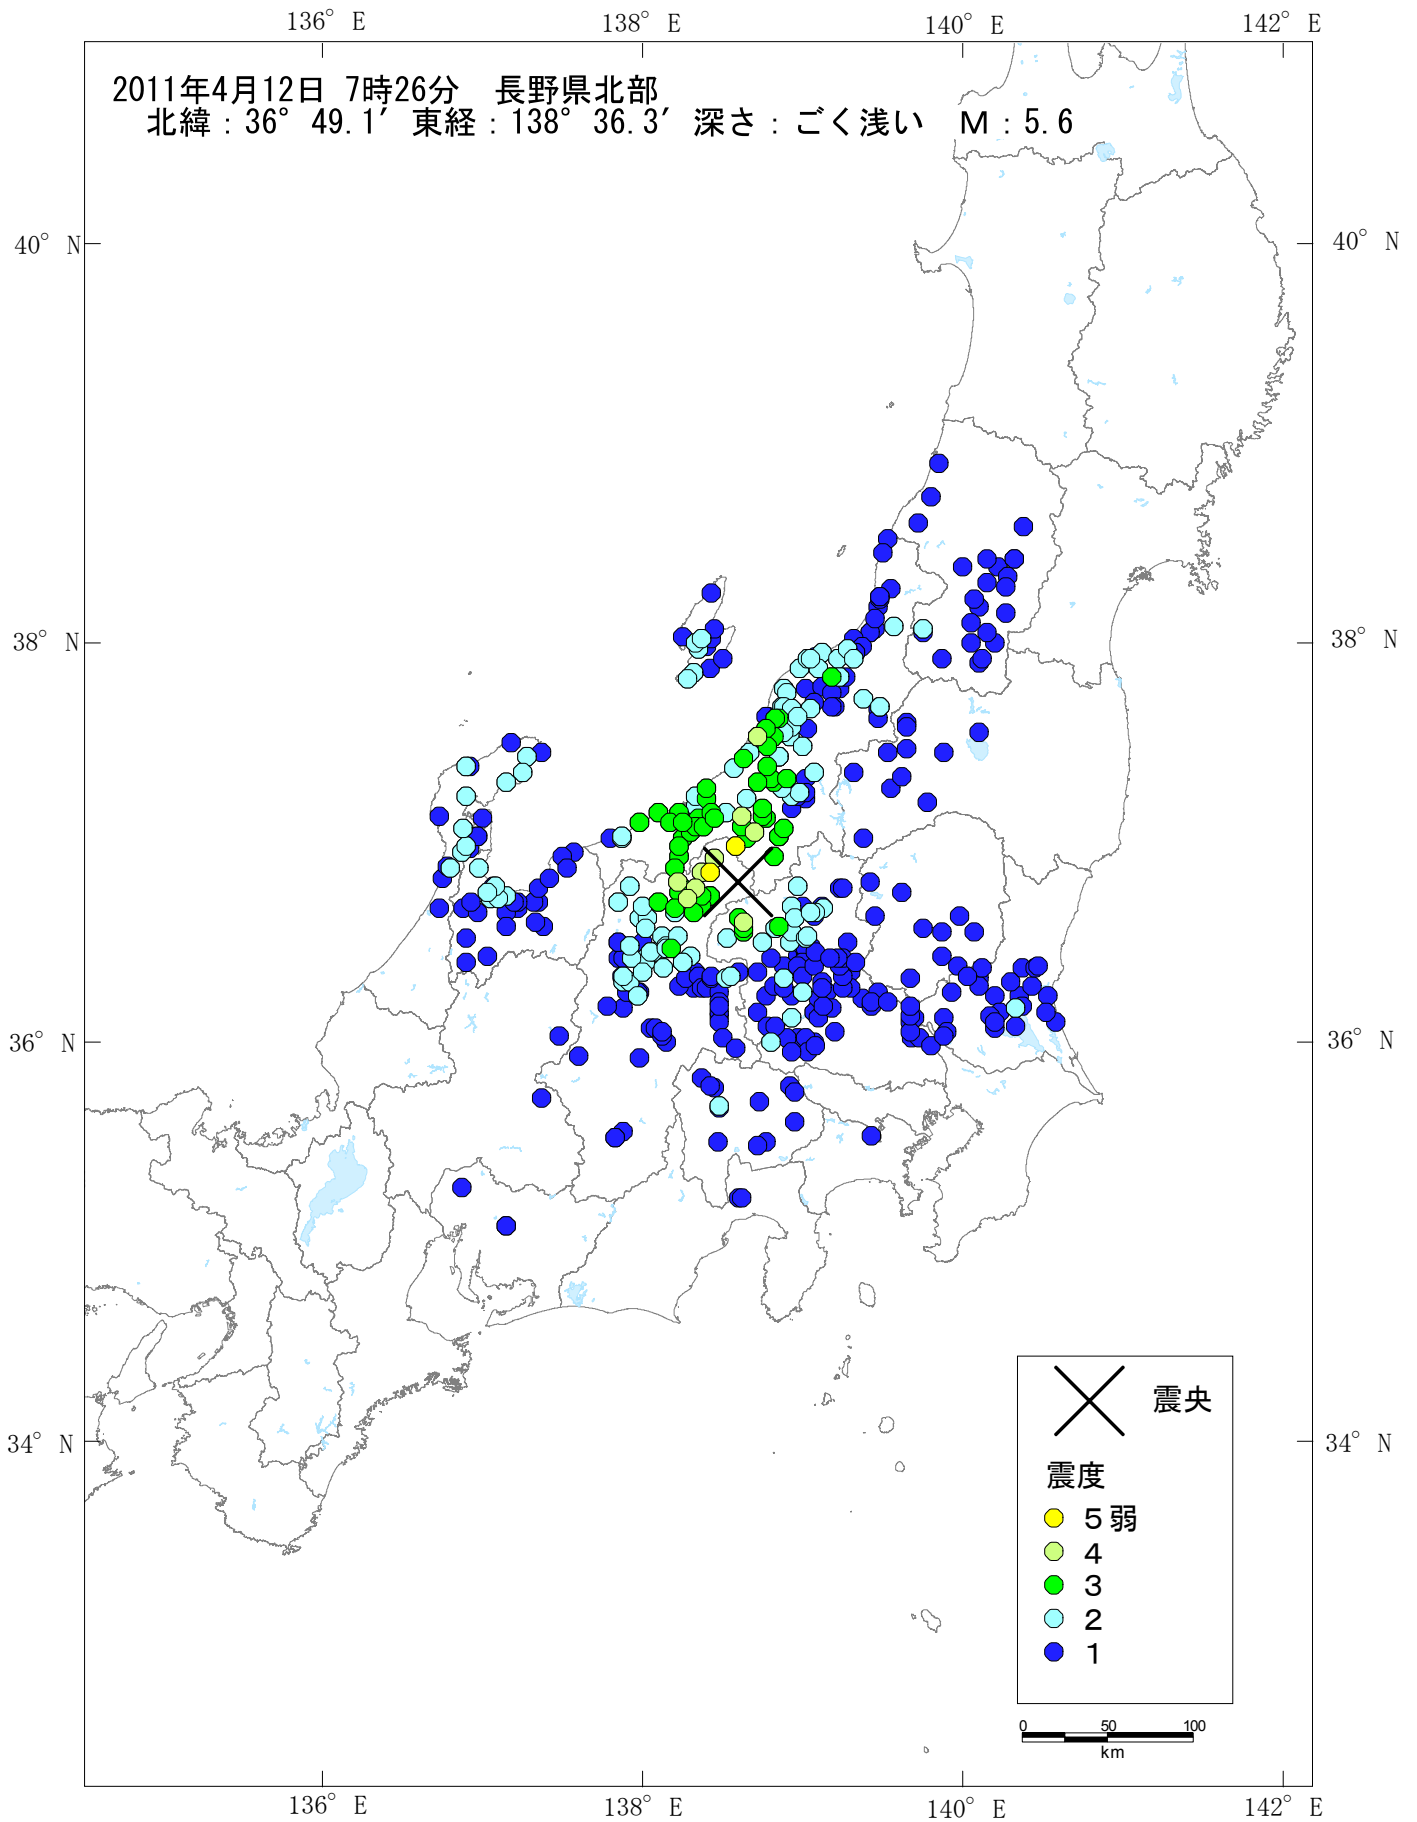 136° E 138° E 140° E 142° E
2011年4月12日 7時26分 長野県北部
北緯：36° 49.1′ 東経：138° 36.3′ 深さ：ごく浅い M：5.6
40° N 40° N
38° N 38° N
36° N 36° N
震央
34° N 34° N
震度
５弱
４
３
２
１
0 50 100
km
136° E 138° E 140° E 142° E